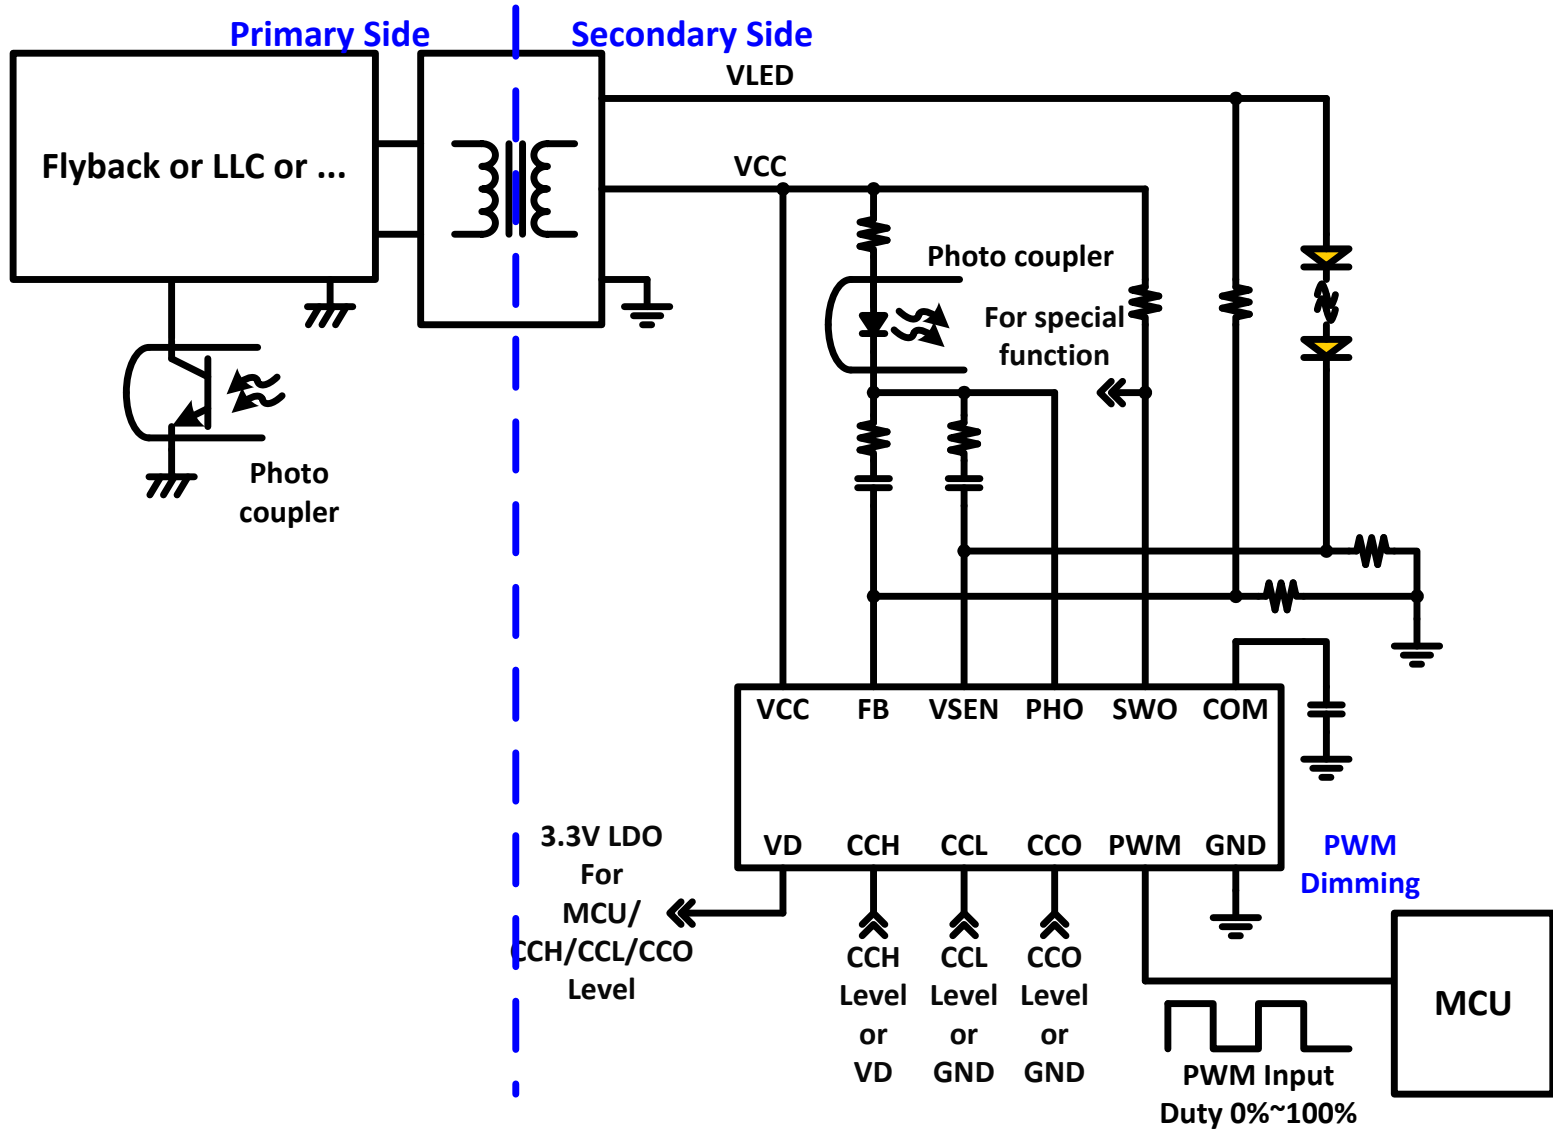 Primary Side
Secondary Side
VLED
Flyback or LLC or ...
VCC
Photo coupler
For special
function
Photo
coupler
VCC
FB
VSEN
PHO
SWO
COM
VD
CCH
CCL
CCO
PWM
GND
3.3V LDO
For
MCU/
CCH/CCL/CCO
Level
PWM
Dimming
CCH
Level
or
VD
CCL
Level
or
GND
CCO
Level
or
GND
MCU
PWM Input
Duty 0%~100%